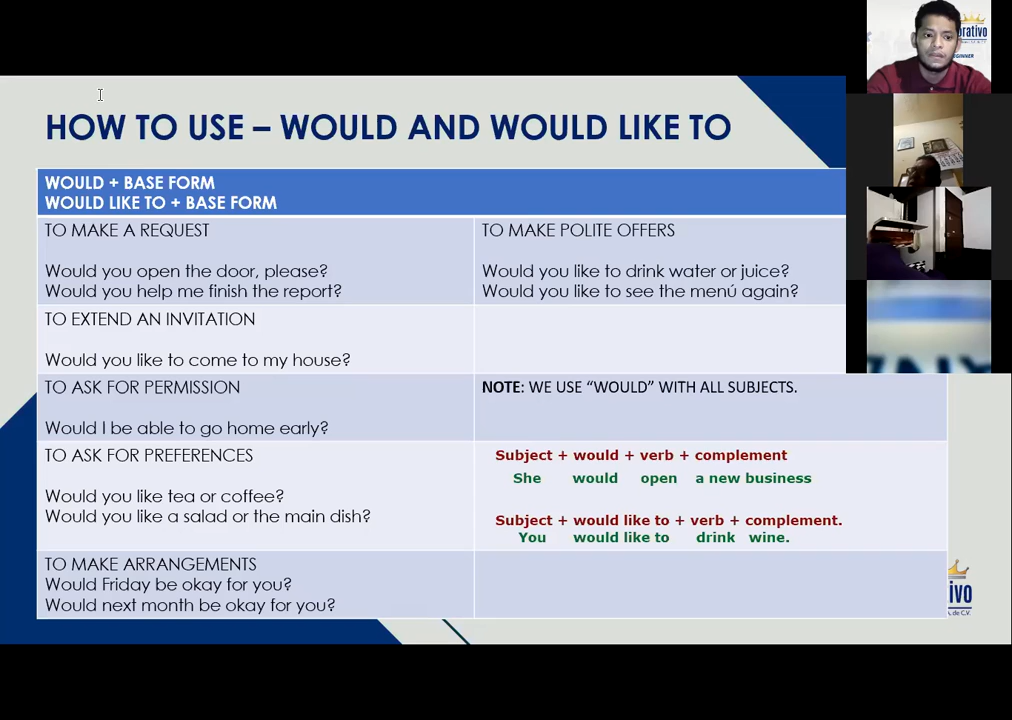 HOW TO USE – WOULD AND WOULD LIKE TO
WOULD + BASE FORM
WOULD LIKE TO + BASE FORM
TO MAKE A REQUEST
Would you open the door, please?
Would you help me finish the report?
TO MAKE POLITE OFFERS
Would you like to drink water or juice?
Would you like to see the menú again?
TO EXTEND AN INVITATION
Would you like to come to my house?
TO ASK FOR PERMISSION
Would I be able to go home early?
NOTE: WE USE “WOULD” WITH ALL SUBJECTS.
TO ASK FOR PREFERENCES
Would you like tea or coffee?
Would you like a salad or the main dish?
Subject + would + verb + complement
She would open a new business
Subject + would like to + verb + complement.
You would like to drink wine.
TO MAKE ARRANGEMENTS
Would Friday be okay for you?
Would next month be okay for you?
orativo
ivo